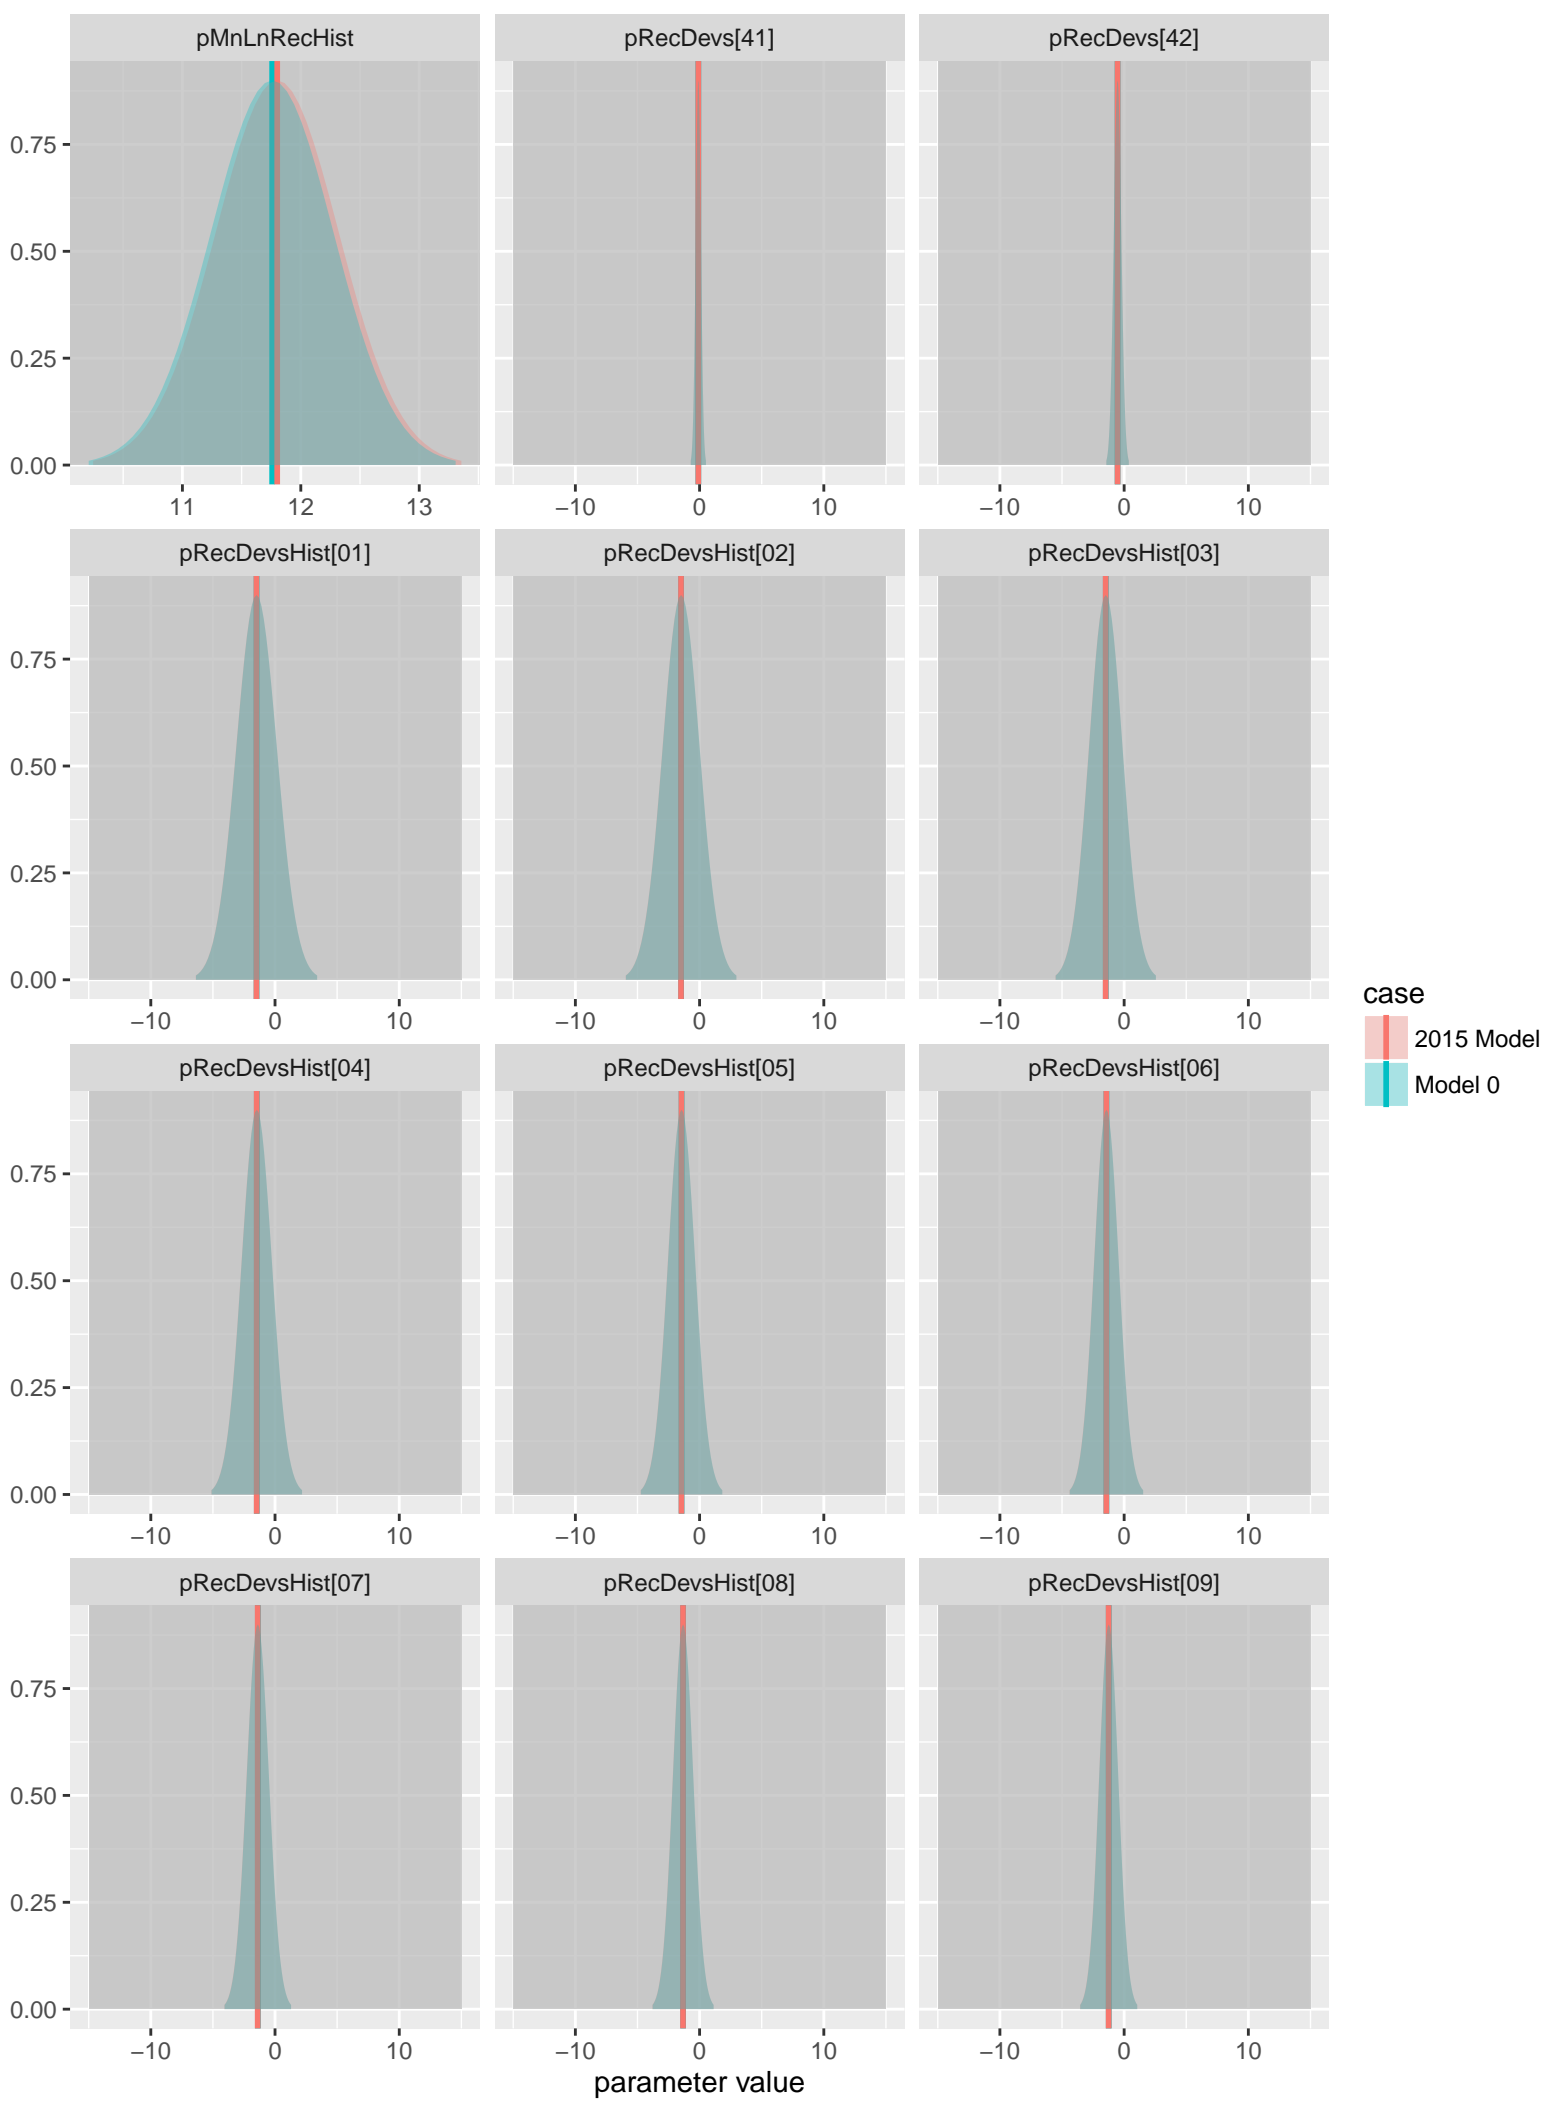 pMnLnRecHist pRecDevs[41] pRecDevs[42]
0.75
0.50
0.25
0.00
11 12 13 −10 0 10 −10 0 10
pRecDevsHist[01] pRecDevsHist[02] pRecDevsHist[03]
0.75
0.50
0.25
0.00
−10 0 10 −10 0 10 −10 0 10
case
2015 Model
Model 0
pRecDevsHist[04] pRecDevsHist[05] pRecDevsHist[06]
0.75
0.50
0.25
0.00
−10 0 10 −10 0 10 −10 0 10
pRecDevsHist[07] pRecDevsHist[08] pRecDevsHist[09]
0.75
0.50
0.25
0.00
−10 0 10 −10 0 10 −10 0 10
parameter value